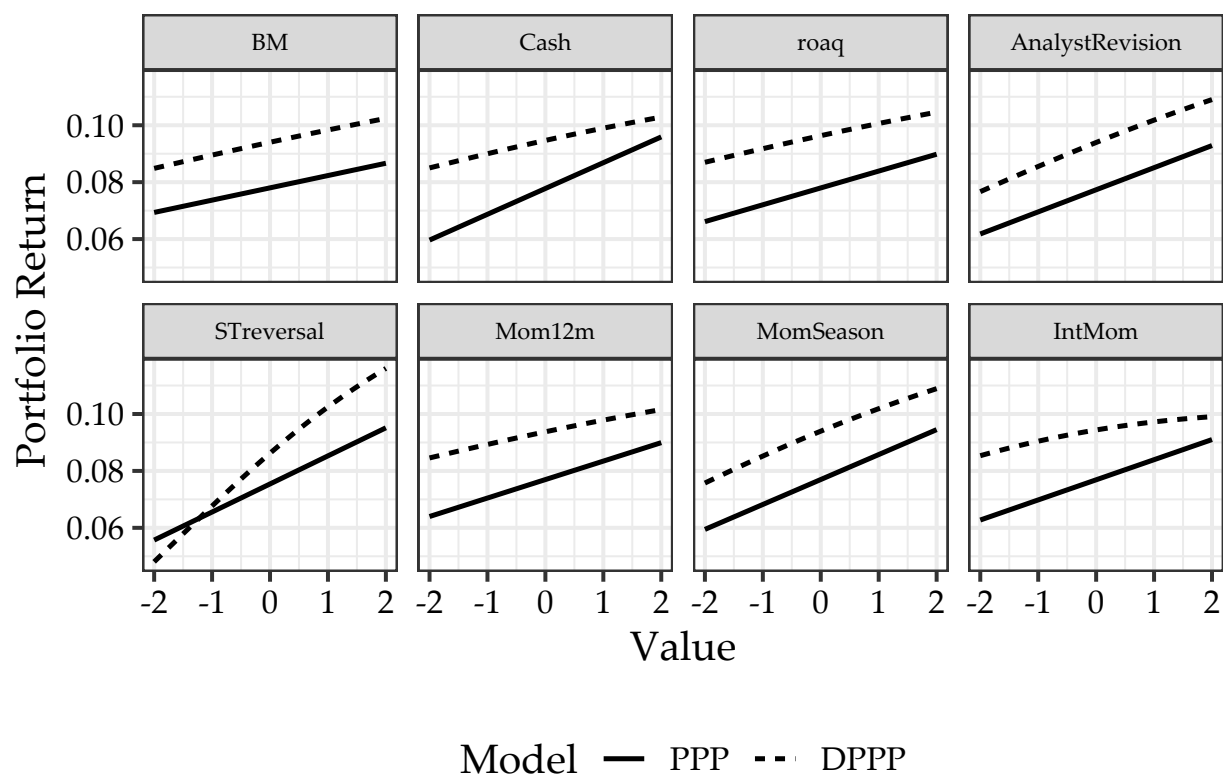 BM Cash roaq AnalystRevision
0.10
0.08
0.06
STreversal Mom12m MomSeason IntMom
0.10
0.08
0.06
-2 -1 0 1 2 -2 -1 0 1 2 -2 -1 0 1 2 -2 -1 0 1 2
Portfolio Return
Value
Model PPP DPPP